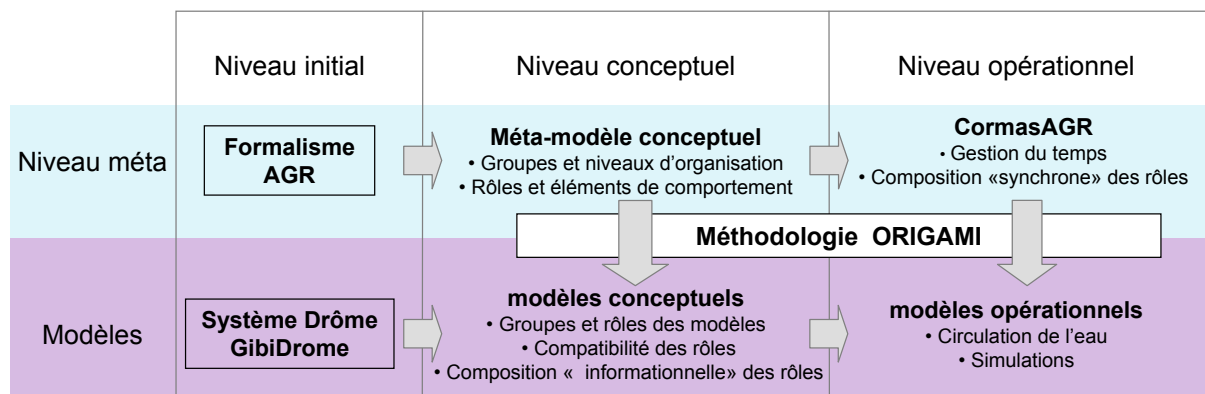 Niveau initial
Niveau conceptuel
Niveau opérationnel
Niveau méta
Formalisme
AGR
Méta-modèle conceptuel
• Groupes et niveaux d’organisation
• Rôles et éléments de comportement
CormasAGR
• Gestion du temps
• Composition «synchrone» des rôles
Méthodologie ORIGAMI
Modèles
Système Drôme
GibiDrome
modèles conceptuels
• Groupes et rôles des modèles
• Compatibilité des rôles
• Composition « informationnelle» des rôles
modèles opérationnels
• Circulation de l’eau
• Simulations